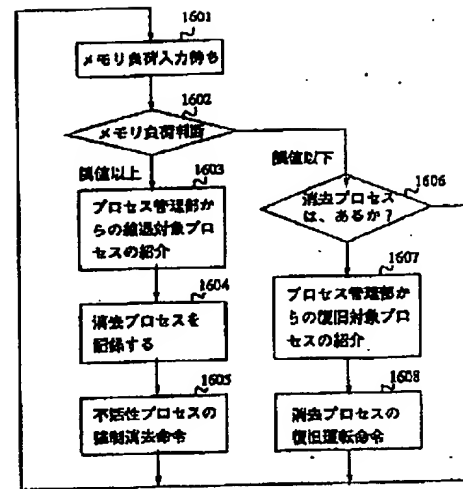 1601
メモリ負荷入力待ち
1602
メモリ負荷判断
閾値以上
閾値以下
1603
プロセス管理部か
らの縮退対象プロ
セスの紹介
1604
消去プロセスを
記録する
1605
不活性プロセスの
強制消去命令
1606
消去プロセス
は、あるか?
1607
プロセス管理部か
らの復旧対象プロ
セスの紹介
1608
消去プロセスの
復旧運転命令